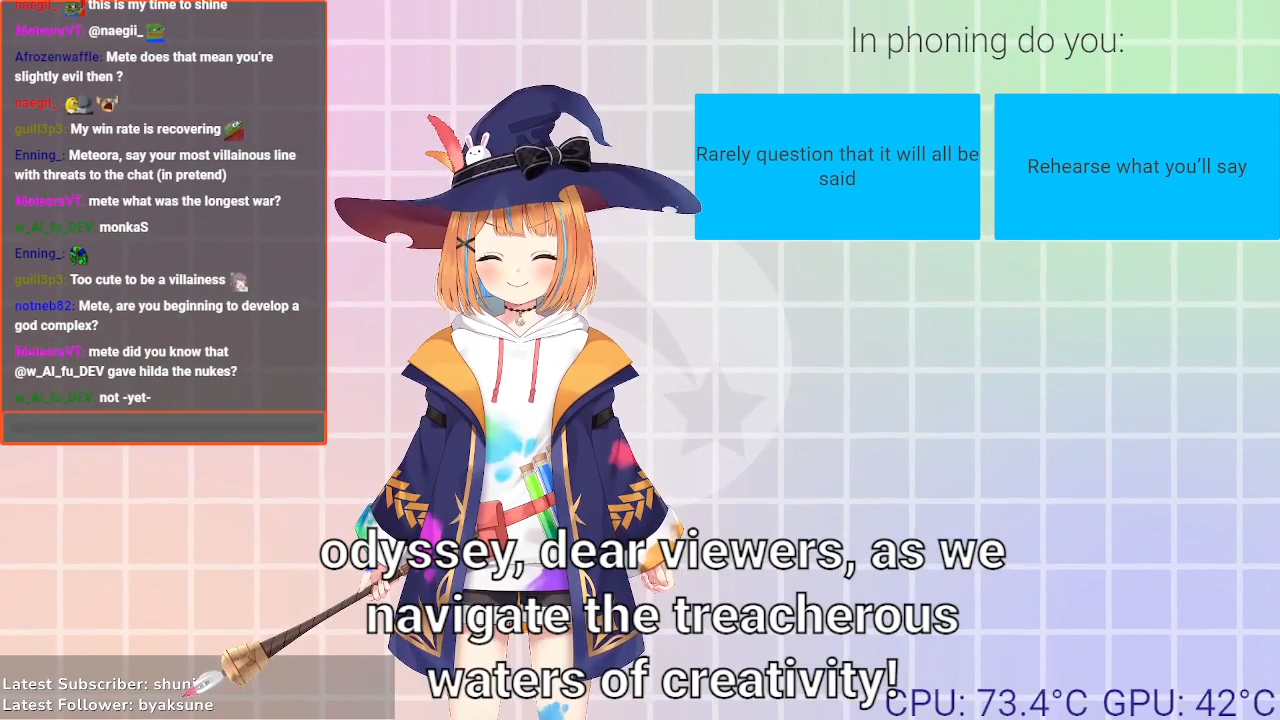 naegii_: this is my time to shine
MeteoraVT: @naegii_
Afrozenwaffle: Mete does that mean you're
slightly evil then ?
naegii_:
guill3p3: My win rate is recovering
Enning_: Meteora, say your most villainous line
with threats to the chat (in pretend)
MeteoraVT: mete what was the longest war?
w_AI_fu_DEV: monkaS
Enning_:
guill3p3: Too cute to be a villainess
notneb82: Mete, are you beginning to develop a
god complex?
MeteoraVT: mete did you know that
@w_AI_fu_DEV gave hilda the nukes?
w_AI_fu_DEV: not -yet-
In phoning do you:
Rarely question that it will all be
said
Rehearse what you'll say
odyssey, dear viewers, as we
navigate the treacherous
waters of creativity!
Latest Subscriber:
Latest Follower: byaksune
CPU: 73.4°C GPU: 42°C